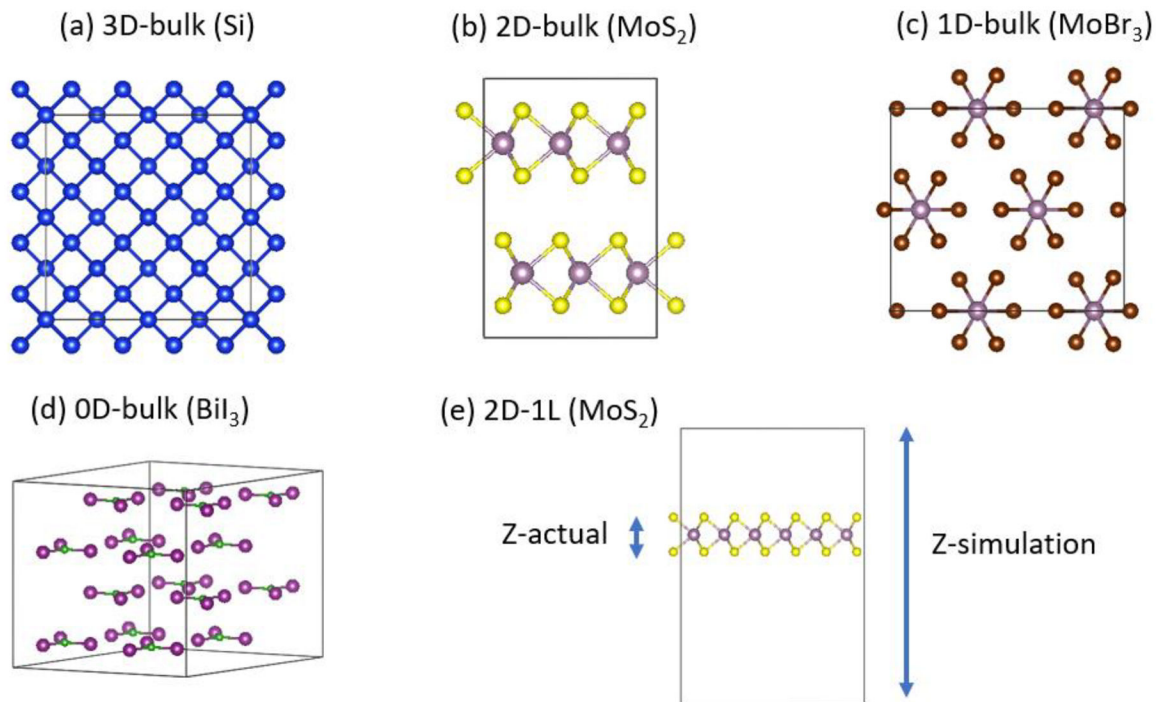 (a) 3D-bulk (Si)
(b) 2D-bulk (MoS₂)
(c) 1D-bulk (MoBr₃)
(d) 0D-bulk (BiI₃)
(e) 2D-1L (MoS₂)
Z-actual
Z-simulation